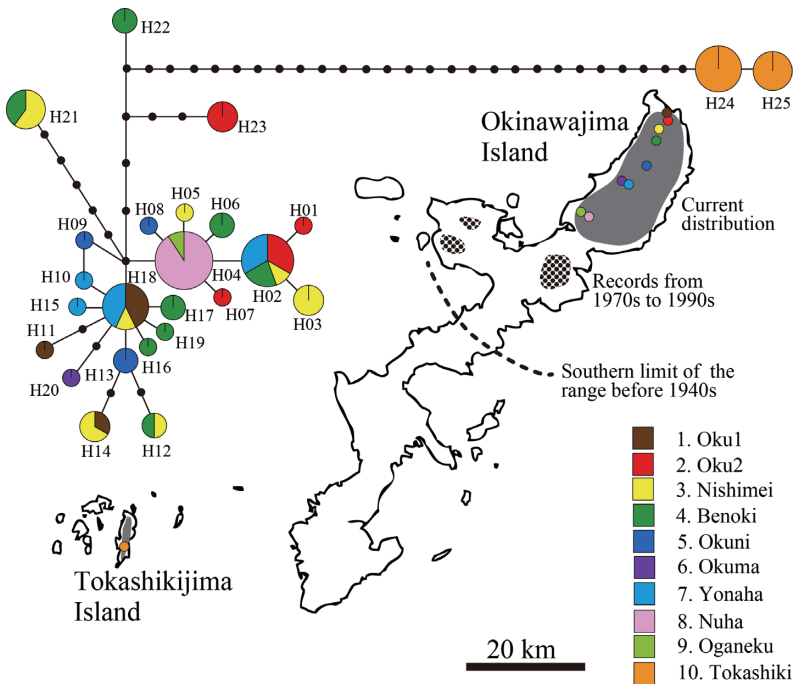 H22
H24
H25
H21
H23
Okinawajima
Island
H05
H08
H06
H01
H09
Current
distribution
H18
H04
H10
H02
H07
H03
Records from
1970s to 1990s
H15
H17
H11
H19
H13
H16
H20
Southern limit of the
range before 1940s
H14
H12
1. Oku1
2. Oku2
3. Nishimei
4. Benoki
5. Okuni
6. Okuma
7. Yonaha
8. Nuha
9. Oganeku
10. Tokashiki
Tokashikijima
Island
20 km